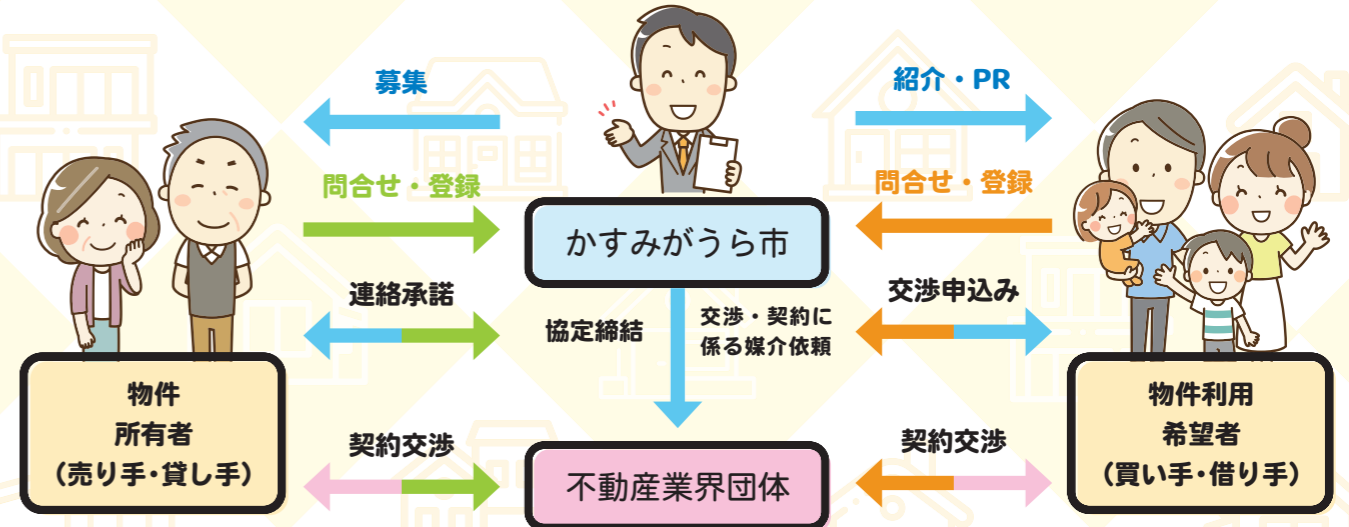 募集
紹介・PR
問合せ・登録
問合せ・登録
かすみがうら市
連絡承諾
交渉申込み
協定締結
交渉・契約に
係る媒介依頼
物件
所有者
(売り手・貸し手)
物件利用
希望者
(買い手・借り手)
契約交渉
契約交渉
不動産業界団体